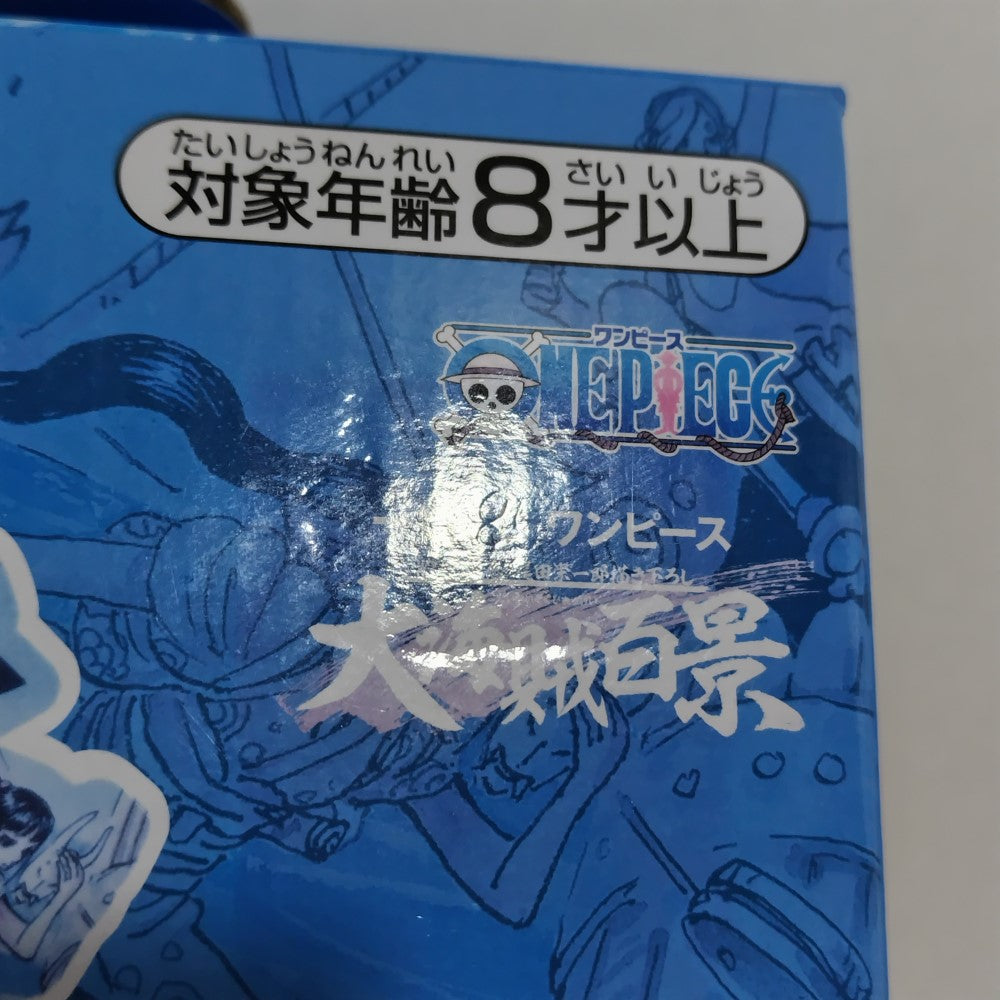 たいしょうねんれい さいいじょう
対象年齢8才以上
ワンピース
ONE PIECE
ワンピース
大海賊百景